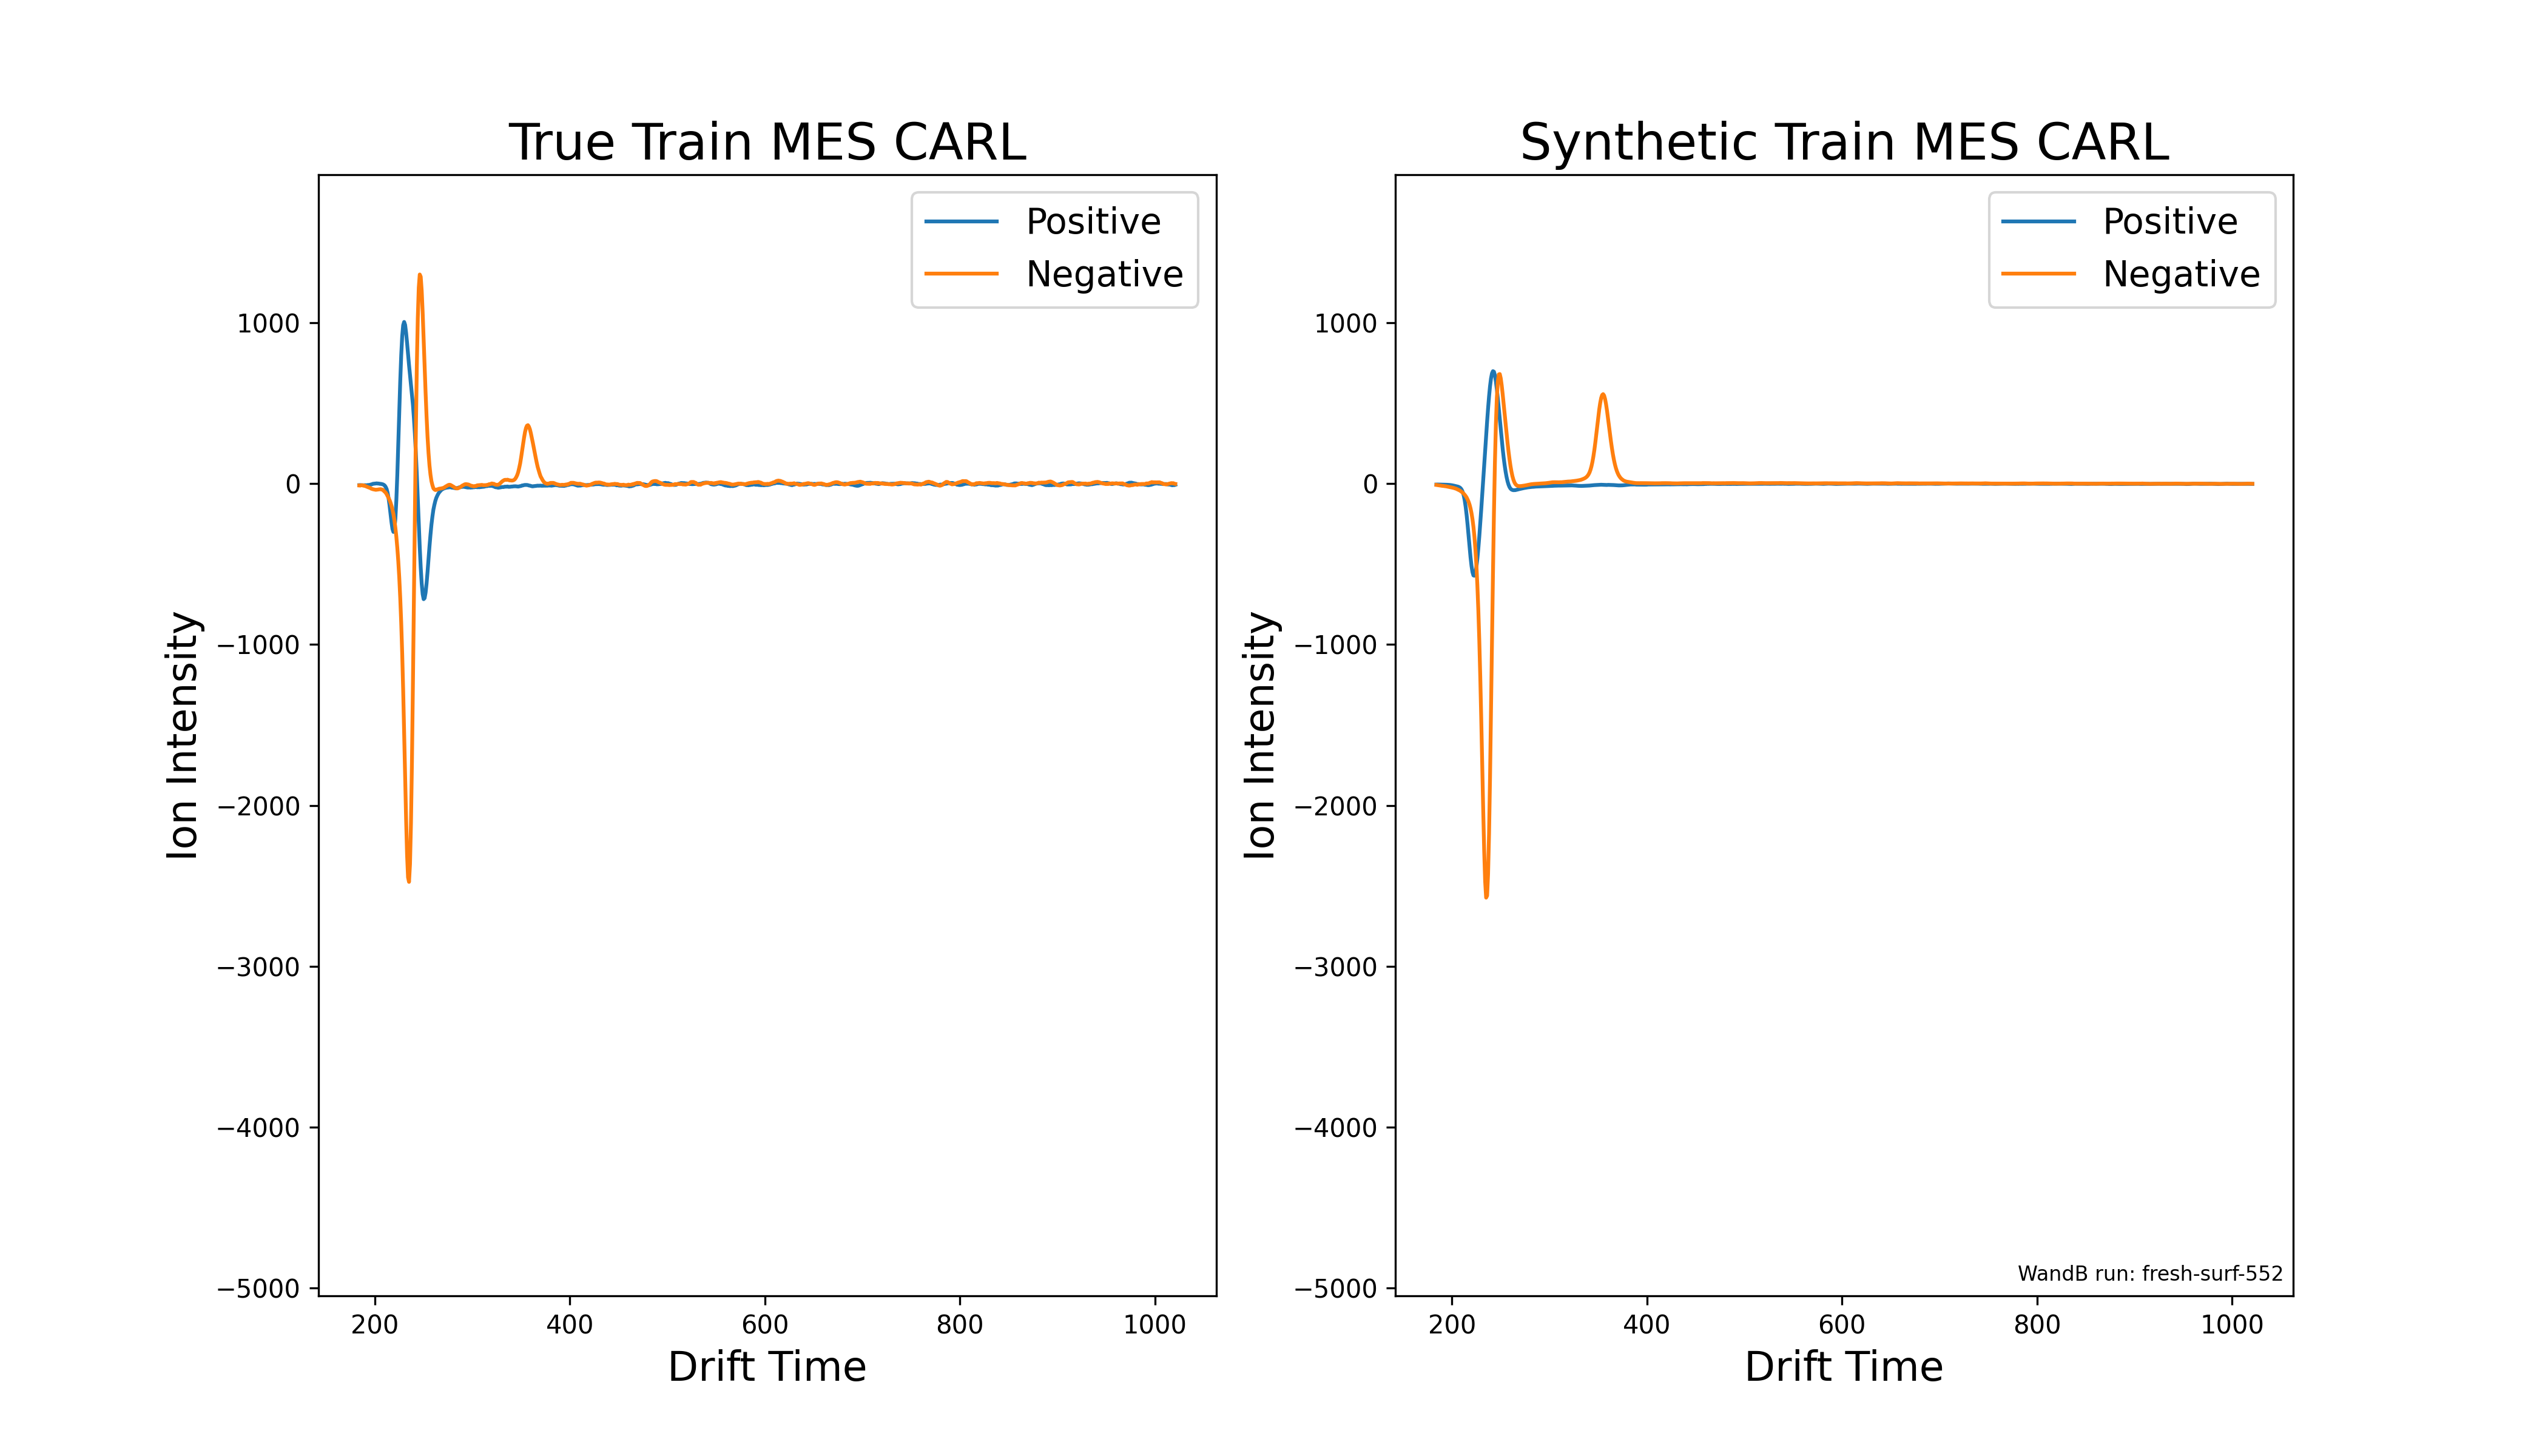 True Train MES CARL
Positive
Negative
1000
0
−1000
−2000
−3000
−4000
−5000
Ion Intensity
200 400 600 800 1000
Drift Time
Synthetic Train MES CARL
Positive
Negative
1000
0
−1000
−2000
−3000
−4000
−5000
Ion Intensity
WandB run: fresh-surf-552
200 400 600 800 1000
Drift Time